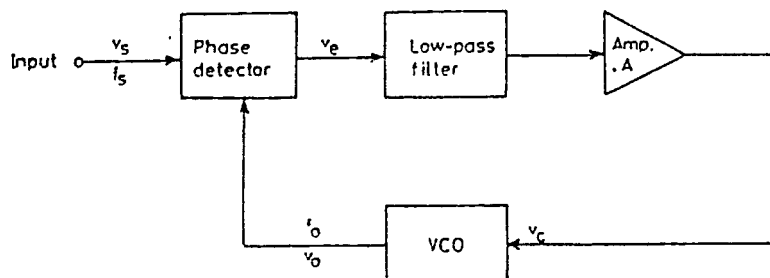 Input
v_s
f_s
Phase
detector
v_e
Low-pass
filter
Amp.
. A
v_c
VCO
f_o
v_o